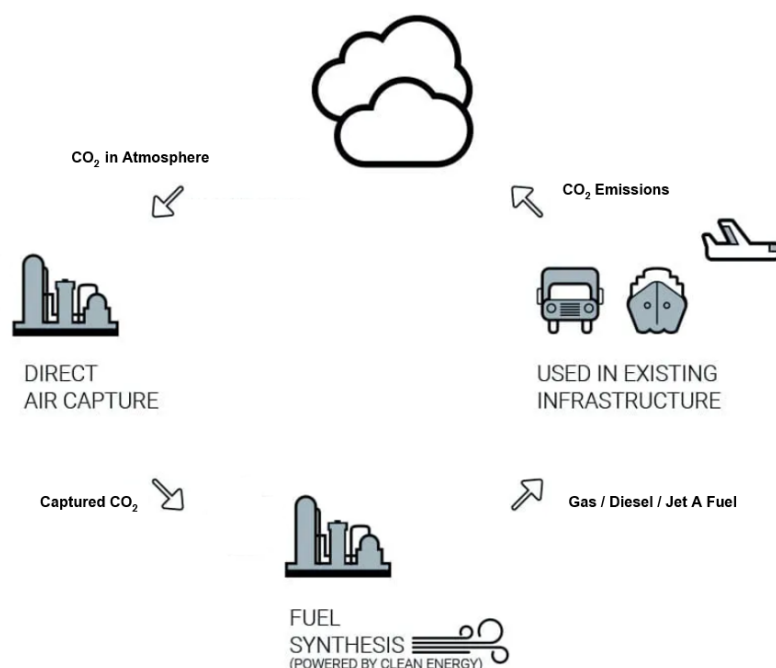 CO₂ in Atmosphere
CO₂ Emissions
DIRECT
AIR CAPTURE
USED IN EXISTING
INFRASTRUCTURE
Captured CO₂
Gas / Diesel / Jet A Fuel
FUEL
SYNTHESIS
(POWERED BY CLEAN ENERGY)